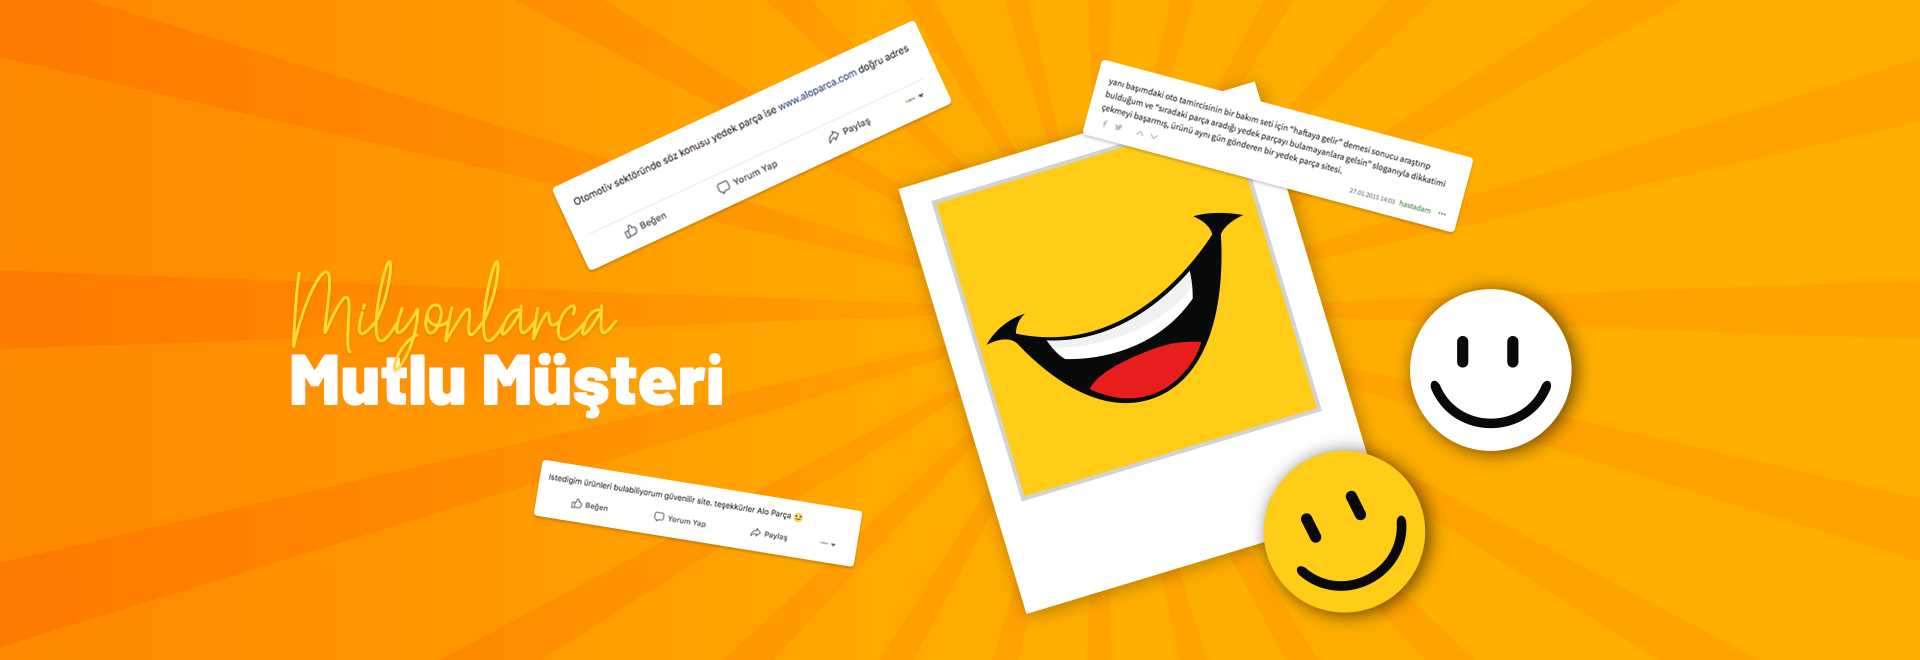 Otomotiv sektöründe söz konusu yedek parça ise www.aloparca.com doğru adres
Beğen
Yorum Yap
Paylaş
yanı başımdaki oto tamircisinin bir bakım seti için "haftaya gelir" demesi sonucu araştırıp
bulduğum ve "sıradaki parça aradığı yedek parçayı bulamayanlara gelsin" sloganıyla dikkatimi
çekmeyi başarmış, ürünü aynı gün gönderen bir yedek parça sitesi.
27.01.2015 14:03 hastadam
Milyonlarca
Mutlu Müşteri
Istediğim ürünleri bulabiliyorum güvenilir site. teşekkürler Alo Parça
Beğen
Yorum Yap
Paylaş